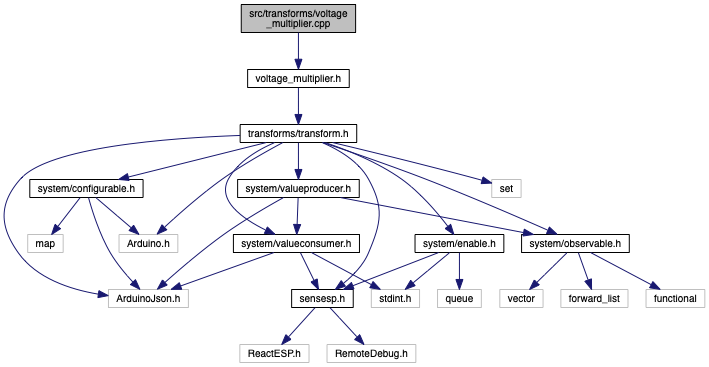 src/transforms/voltage
_multiplier.cpp
voltage_multiplier.h
transforms/transform.h
system/configurable.h
system/valueproducer.h
set
map
Arduino.h
system/valueconsumer.h
system/enable.h
system/observable.h
ArduinoJson.h
sensesp.h
stdint.h
queue
vector
forward_list
functional
ReactESP.h
RemoteDebug.h